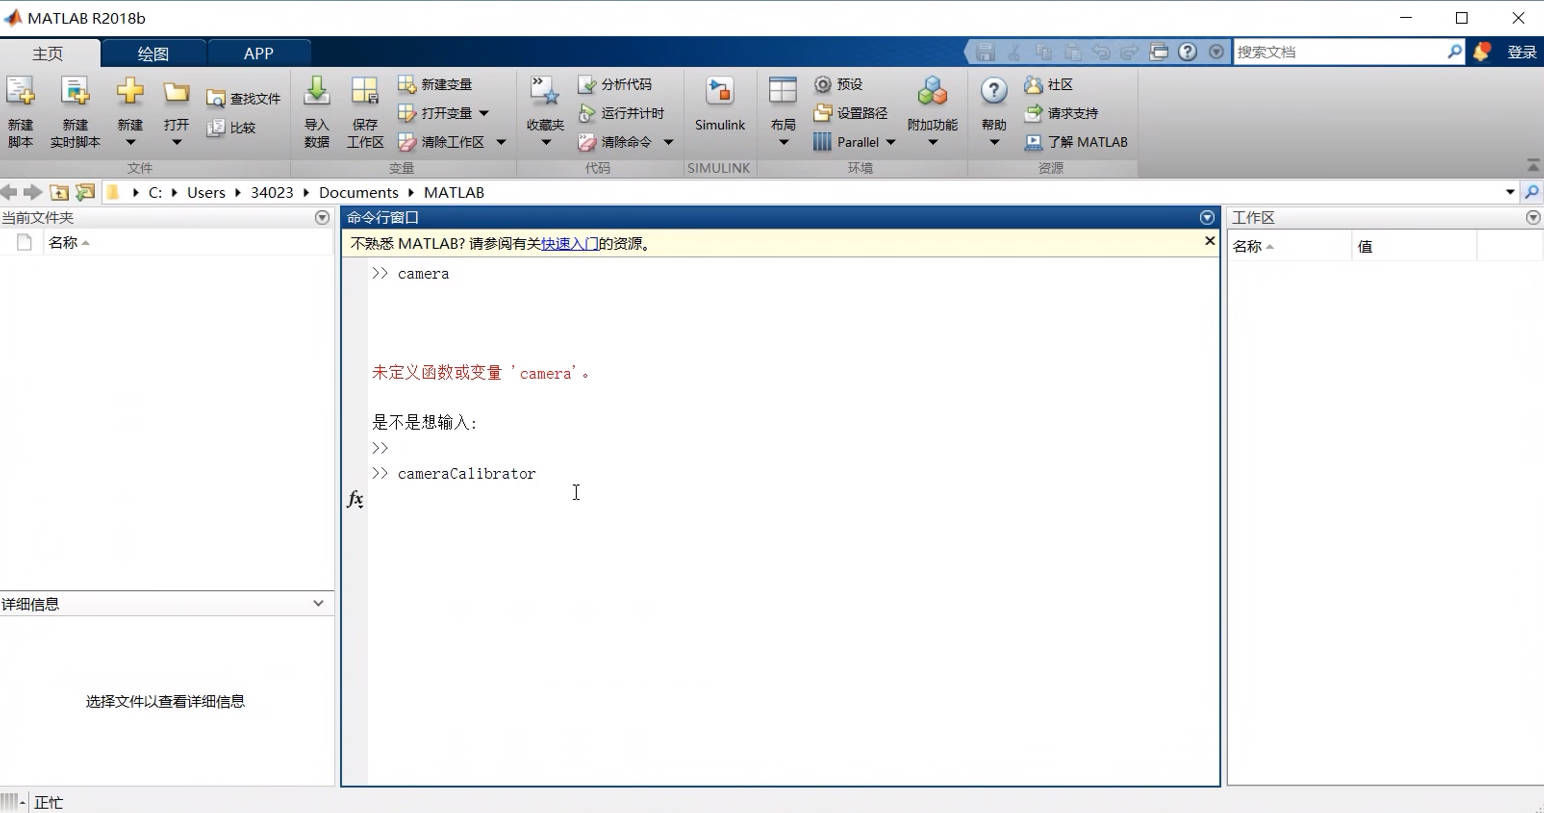 MATLAB R2018b
主页 绘图 APP
搜索文档
登录
新建
脚本
新建
实时脚本
新建
打开
查找文件
比较
文件
导入
数据
保存
工作区
新建变量
打开变量
清除工作区
变量
收藏夹
分析代码
运行并计时
清除命令
代码
Simulink
SIMULINK
布局
预设
设置路径
Parallel
附加功能
环境
帮助
社区
请求支持
了解 MATLAB
资源
C: Users 34023 Documents MATLAB
当前文件夹
名称
详细信息
选择文件以查看详细信息
命令行窗口
不熟悉 MATLAB? 请参阅有关快速入门的资源。
>> camera
未定义函数或变量 'camera'。
是不是想输入:
>>
>> cameraCalibrator
fx
工作区
名称 值
正忙